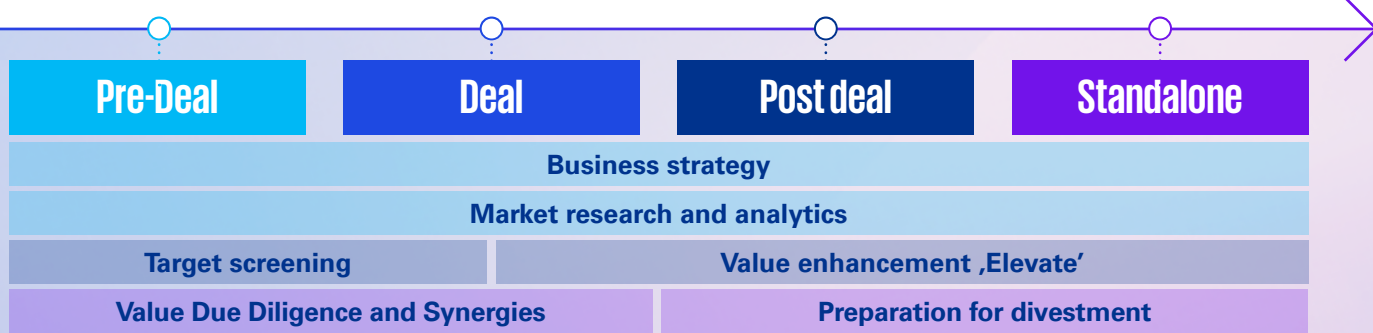 Pre-Deal
Deal
Post deal
Standalone
Business strategy
Market research and analytics
Target screening
Value enhancement ‚Elevate’
Value Due Diligence and Synergies
Preparation for divestment